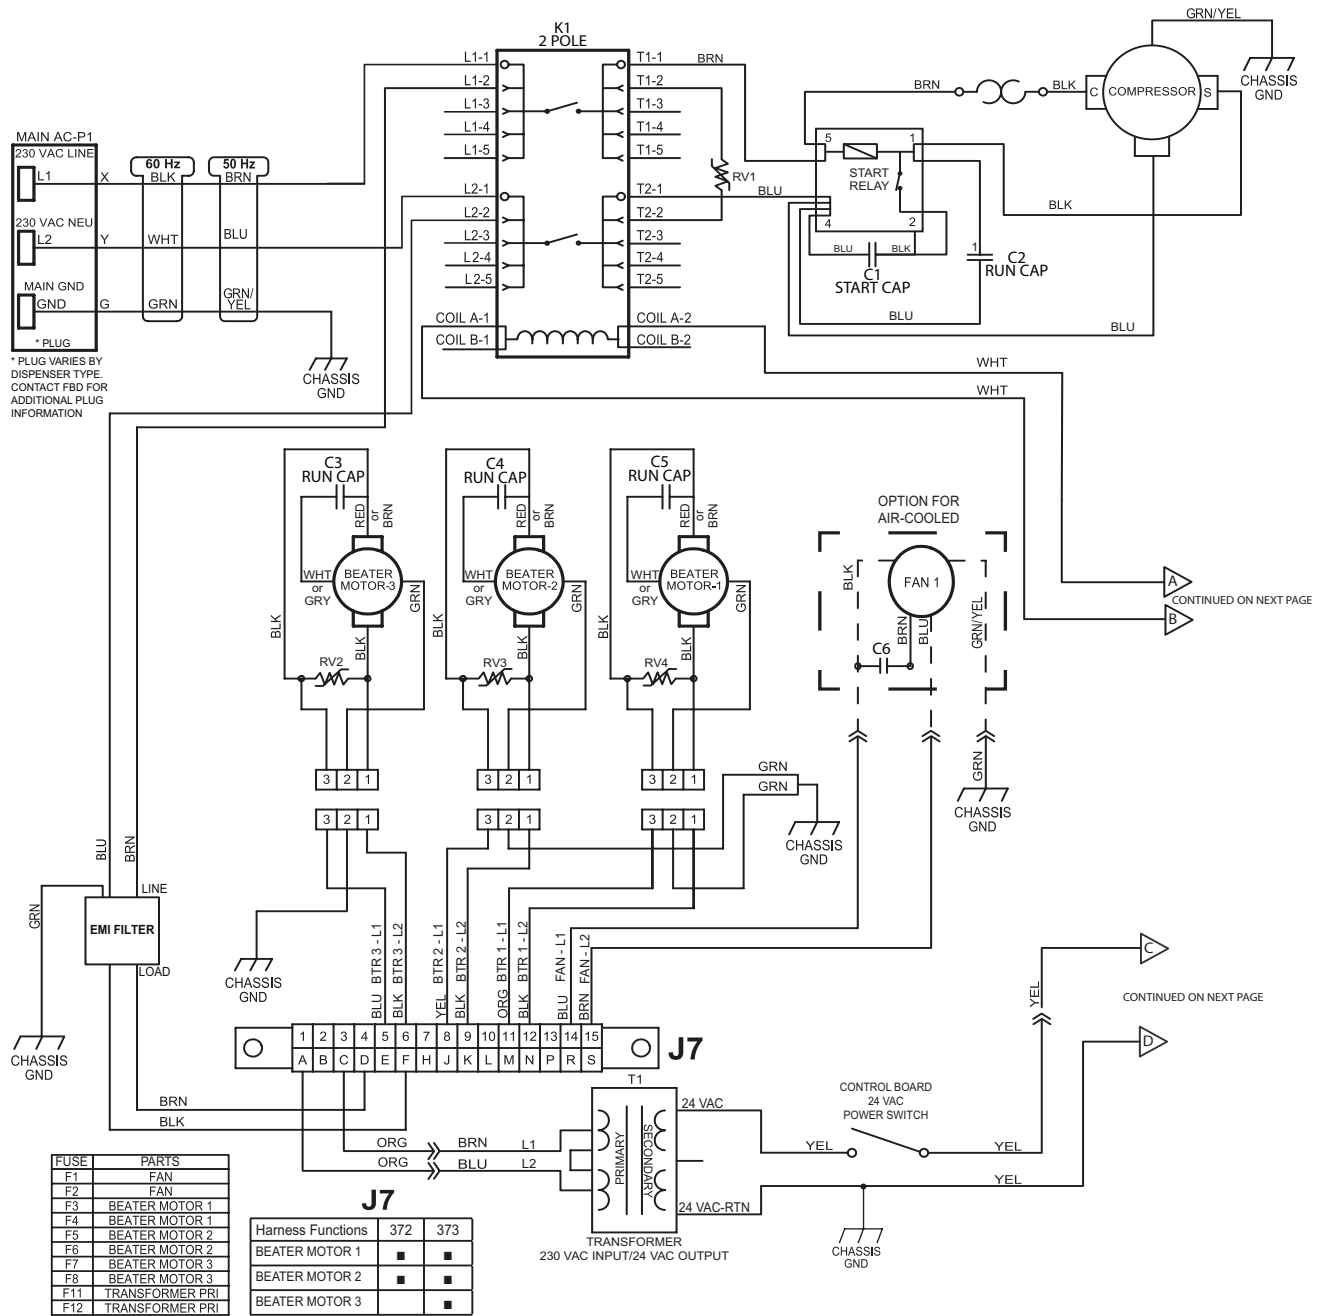 GRN/YEL
CHASSIS
GND
K1
2 POLE
L1-1
L1-2
L1-3
L1-4
L1-5
L2-1
L2-2
L2-3
L2-4
L2-5
COIL A-1
COIL B-1
T1-1
T1-2
T1-3
T1-4
T1-5
T2-1
T2-2
T2-3
T2-4
T2-5
COIL A-2
COIL B-2
BRN
RV1
BLU
BRN
BLK
C
COMPRESSOR
S
5
1
START
RELAY
4
2
BLU
BLK
C1
START CAP
1
C2
RUN CAP
BLK
BLU
BLU
WHT
WHT
MAIN AC-P1
230 VAC LINE
L1
X
230 VAC NEU
L2
Y
MAIN GND
GND
G
* PLUG
* PLUG VARIES BY
DISPENSER TYPE.
CONTACT FBD FOR
ADDITIONAL PLUG
INFORMATION
60 Hz
BLK
WHT
GRN
50 Hz
BRN
BLU
GRN/
YEL
CHASSIS
GND
C3
RUN CAP
RED
or
BRN
WHT
or
GRY
BEATER
MOTOR-3
GRN
BLK
BLK
RV2
3 2 1
3 2 1
C4
RUN CAP
RED
or
BRN
WHT
or
GRY
BEATER
MOTOR-2
GRN
BLK
BLK
RV3
3 2 1
3 2 1
C5
RUN CAP
RED
or
BRN
WHT
or
GRY
BEATER
MOTOR-1
GRN
BLK
BLK
RV4
3 2 1
3 2 1
GRN
GRN
CHASSIS
GND
OPTION FOR
AIR-COOLED
BLK
FAN 1
BRN
BLU
GRN/YEL
C6
GRN
CHASSIS
GND
A
CONTINUED ON NEXT PAGE
B
BLU
BRN
LINE
GRN
EMI FILTER
LOAD
CHASSIS
GND
CHASSIS
GND
BLU BTR 3 - L1
BLK BTR 3 - L2
YEL BTR 2 - L1
BLK BTR 2 - L2
ORG BTR 1 - L1
BLK BTR 1 - L2
BLU FAN - L1
BRN FAN - L2
1 2 3 4 5 6 7 8 9 10 11 12 13 14 15
A B C D E F H J K L M N P R S
J7
BRN
BLK
ORG
BRN
L1
ORG
BLU
L2
T1
PRIMARY
SECONDARY
24 VAC
24 VAC-RTN
TRANSFORMER
230 VAC INPUT/24 VAC OUTPUT
CONTROL BOARD
24 VAC
POWER SWITCH
YEL
YEL
YEL
YEL
CHASSIS
GND
C
CONTINUED ON NEXT PAGE
D
FUSE PARTS
F1 FAN
F2 FAN
F3 BEATER MOTOR 1
F4 BEATER MOTOR 1
F5 BEATER MOTOR 2
F6 BEATER MOTOR 2
F7 BEATER MOTOR 3
F8 BEATER MOTOR 3
F11 TRANSFORMER PRI
F12 TRANSFORMER PRI
J7
Harness Functions 372 373
BEATER MOTOR 1 ■ ■
BEATER MOTOR 2 ■ ■
BEATER MOTOR 3 ■